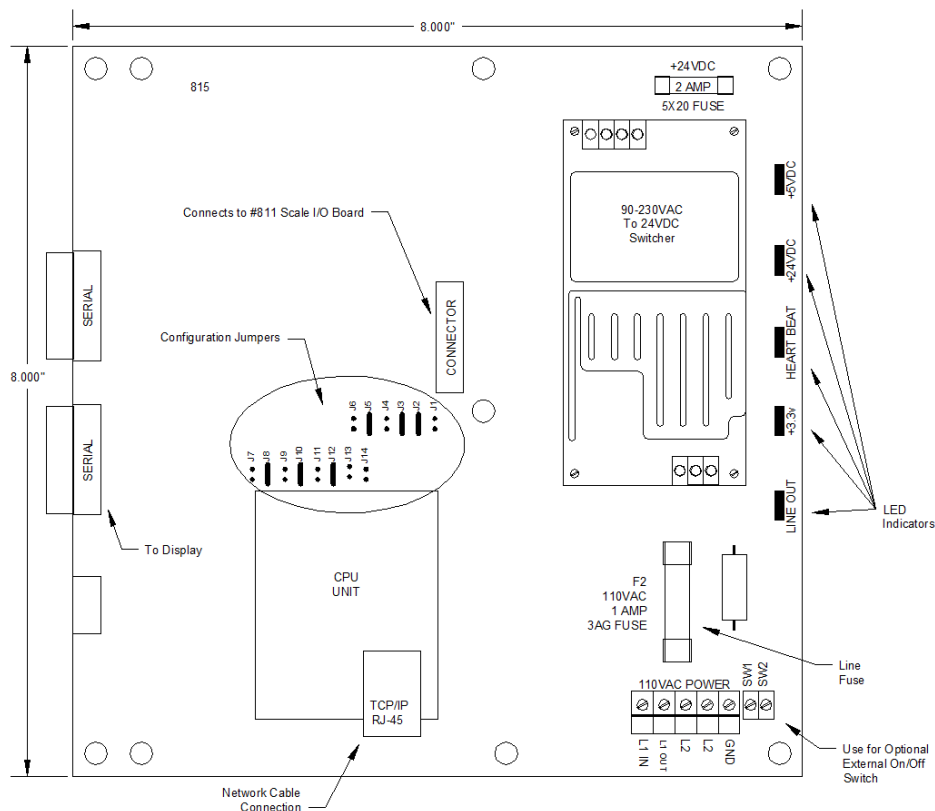 8.000"
815
+24VDC
2 AMP
5X20 FUSE
+5VDC
90-230VAC
To 24VDC
Switcher
Connects to #811 Scale I/O Board
+24VDC
SERIAL
CONNECTOR
HEART BEAT
Configuration Jumpers
8.000"
J6
J5
J4
J3
J2
J1
+3.3v
J7
J8
J9
J10
J11
J12
J13
J14
SERIAL
LINE OUT
LED
Indicators
To Display
CPU
UNIT
F2
110VAC
1 AMP
3AG FUSE
Line
Fuse
SW1
SW2
110VAC POWER
TCP/IP
RJ-45
L1 IN
L1 OUT
L2
L2
GND
Use for Optional
External On/Off
Switch
Network Cable
Connection